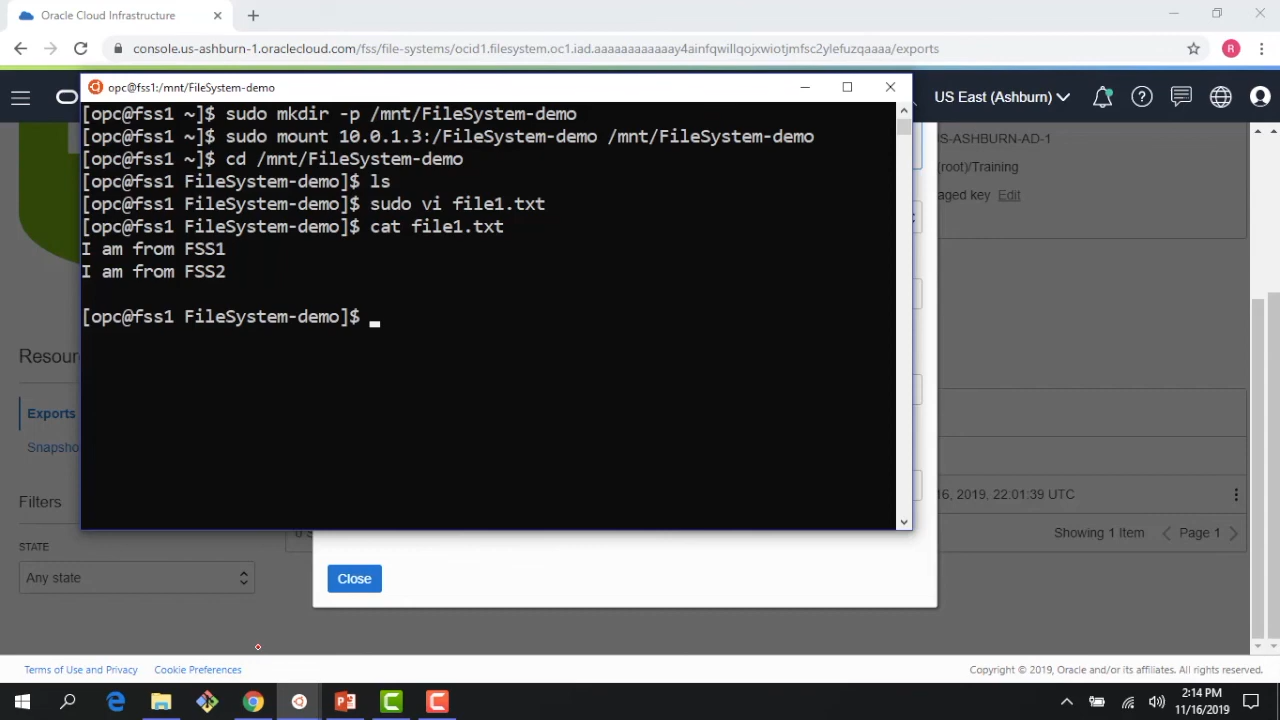 Oracle Cloud Infrastructure
console.us-ashburn-1.oraclecloud.com/fss/file-systems/ocid1.filesystem.oc1.iad.aaaaaaaaaaay4ainfqwillqojxwiotjmfsc2ylefuzqaaaa/exports
R
opc@fss1:/mnt/FileSystem-demo
US East (Ashburn)
[opc@fss1 ~]$ sudo mkdir -p /mnt/FileSystem-demo
[opc@fss1 ~]$ sudo mount 10.0.1.3:/FileSystem-demo /mnt/FileSystem-demo
[opc@fss1 ~]$ cd /mnt/FileSystem-demo
[opc@fss1 FileSystem-demo]$ ls
[opc@fss1 FileSystem-demo]$ sudo vi file1.txt
[opc@fss1 FileSystem-demo]$ cat file1.txt
I am from FSS1
I am from FSS2
[opc@fss1 FileSystem-demo]$
US-ASHBURN-AD-1
(root)/Training
aged key Edit
Resour
Exports
Snapsho
Filters
STATE
Any state
16, 2019, 22:01:39 UTC
Showing 1 Item
Page 1
Close
Terms of Use and Privacy
Cookie Preferences
Copyright © 2019, Oracle and/or its affiliates. All rights reserved.
2:14 PM
11/16/2019